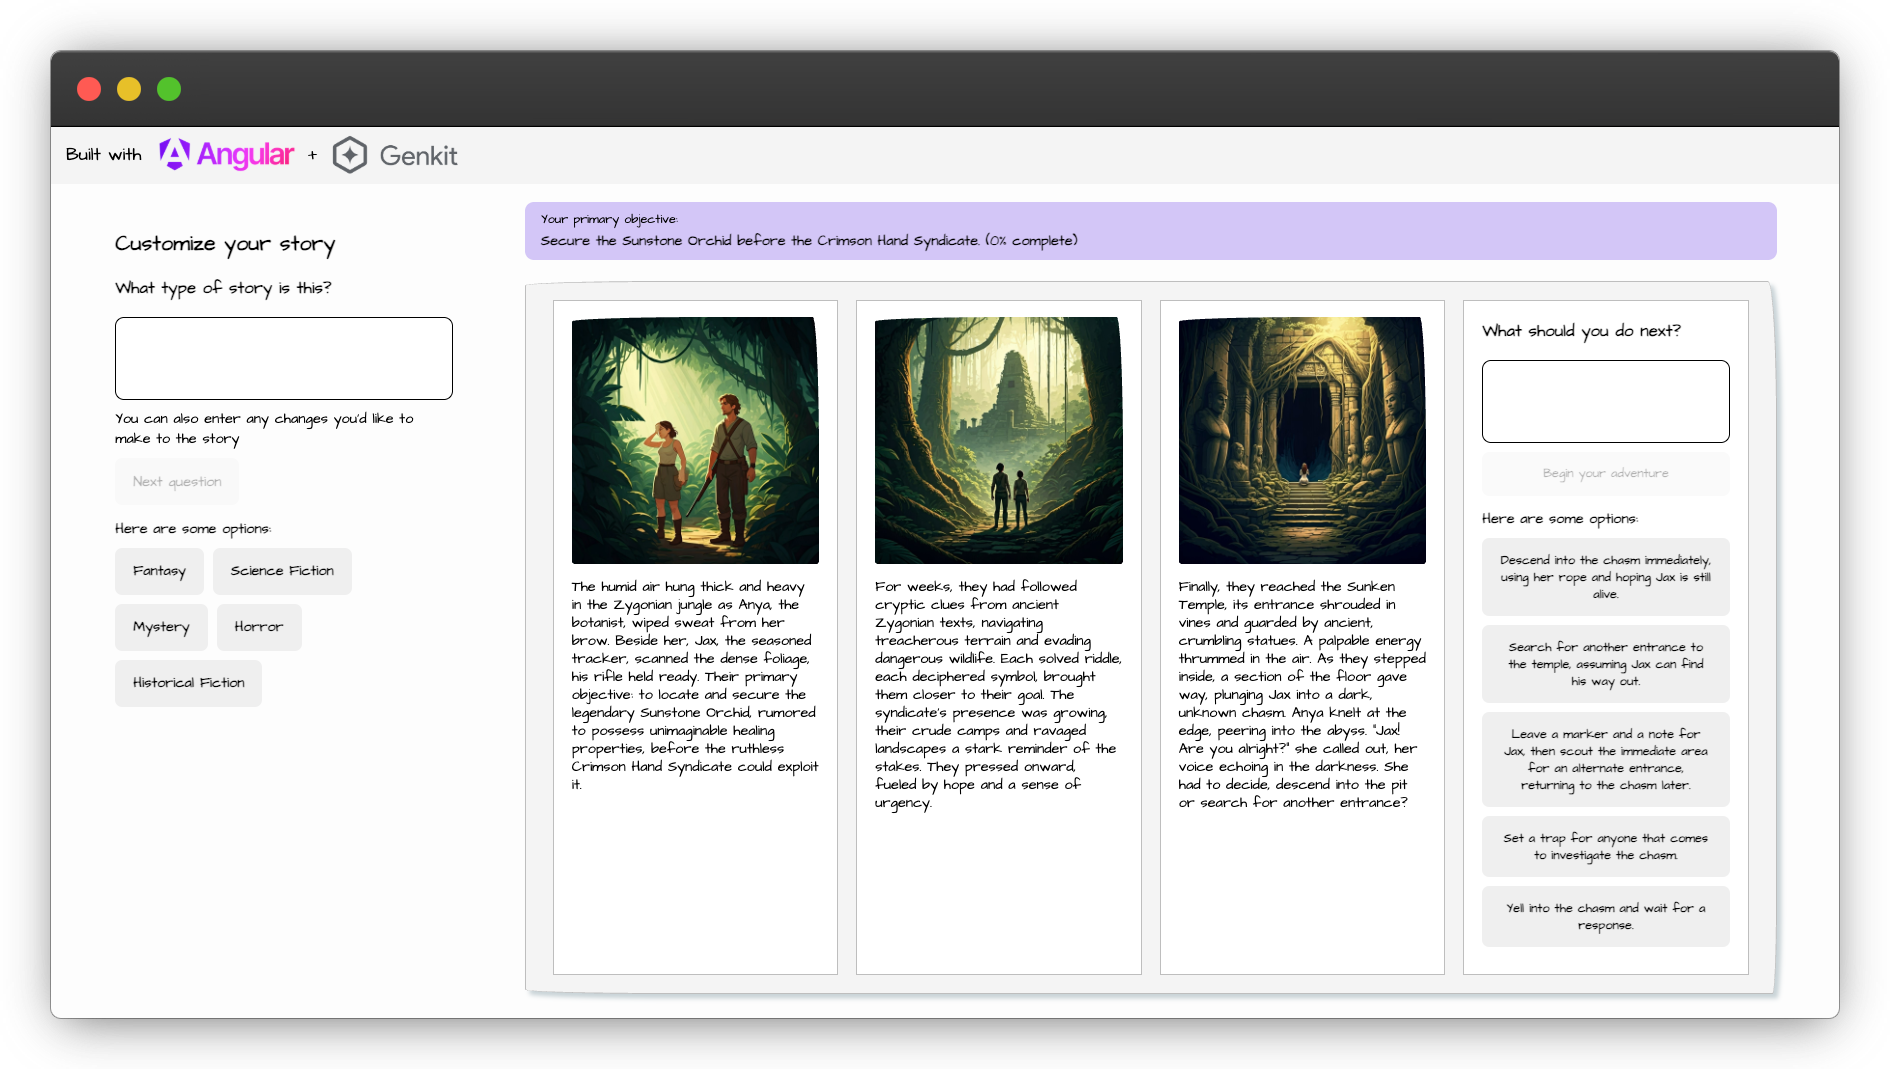 Built with Angular + Genkit
Customize your story
What type of story is this?
You can also enter any changes you'd like to
make to the story
Next question
Here are some options:
Fantasy
Science Fiction
Mystery
Horror
Historical Fiction
Your primary objective:
Secure the Sunstone Orchid before the Crimson Hand Syndicate. (0% complete)
The humid air hung thick and heavy
in the Zygonian jungle as Anya, the
botanist, wiped sweat from her
brow. Beside her, Jax, the seasoned
tracker, scanned the dense foliage,
his rifle held ready. Their primary
objective: to locate and secure the
legendary Sunstone Orchid, rumored
to possess unimaginable healing
properties, before the ruthless
Crimson Hand Syndicate could exploit
it.
For weeks, they had followed
cryptic clues from ancient
Zygonian texts, navigating
treacherous terrain and evading
dangerous wildlife. Each solved riddle,
each deciphered symbol, brought
them closer to their goal. The
syndicate's presence was growing,
their crude camps and ravaged
landscapes a stark reminder of the
stakes. They pressed onward,
fueled by hope and a sense of
urgency.
Finally, they reached the Sunken
Temple, its entrance shrouded in
vines and guarded by ancient,
crumbling statues. A palpable energy
thrummed in the air. As they stepped
inside, a section of the floor gave
way, plunging Jax into a dark,
unknown chasm. Anya knelt at the
edge, peering into the abyss. "Jax!
Are you alright?" she called out, her
voice echoing in the darkness. She
had to decide, descend into the pit
or search for another entrance?
What should you do next?
Begin your adventure
Here are some options:
Descend into the chasm immediately,
using her rope and hoping Jax is still
alive.
Search for another entrance to
the temple, assuming Jax can find
his way out.
Leave a marker and a note for
Jax, then scout the immediate area
for an alternate entrance,
returning to the chasm later.
Set a trap for anyone that comes
to investigate the chasm.
Yell into the chasm and wait for a
response.